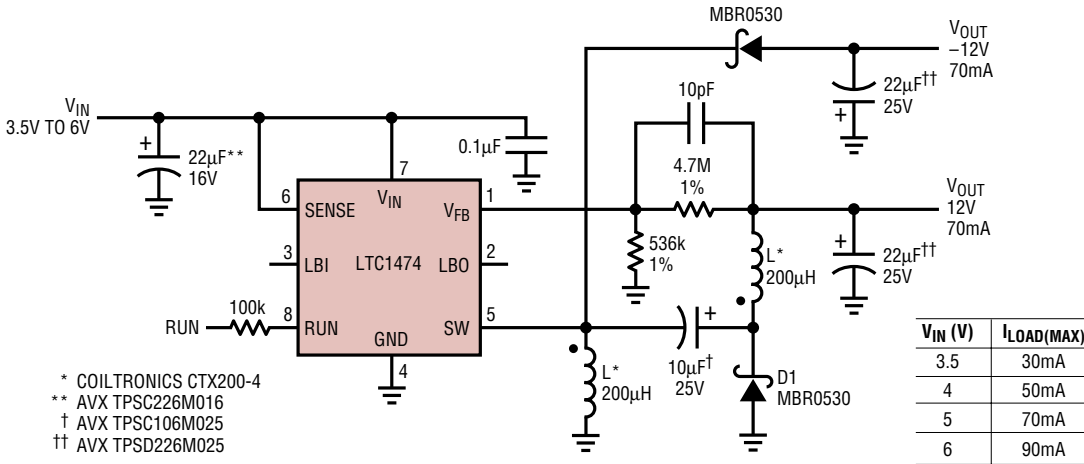 MBR0530
VOUT
–12V
70mA
22µF††
25V
+
10pF
VIN
3.5V TO 6V
+
22µF**
16V
0.1µF
4.7M
1%
7
VIN
6
SENSE
VFB
1
VOUT
12V
70mA
+
22µF††
25V
536k
1%
3
LBI
LTC1474
LBO
2
L*
200µH
RUN
100k
8
RUN
SW
5
GND
4
+
10µF†
25V
L*
200µH
D1
MBR0530
* COILTRONICS CTX200-4
** AVX TPSC226M016
† AVX TPSC106M025
†† AVX TPSD226M025
VIN (V) ILOAD(MAX)
3.5 30mA
4 50mA
5 70mA
6 90mA